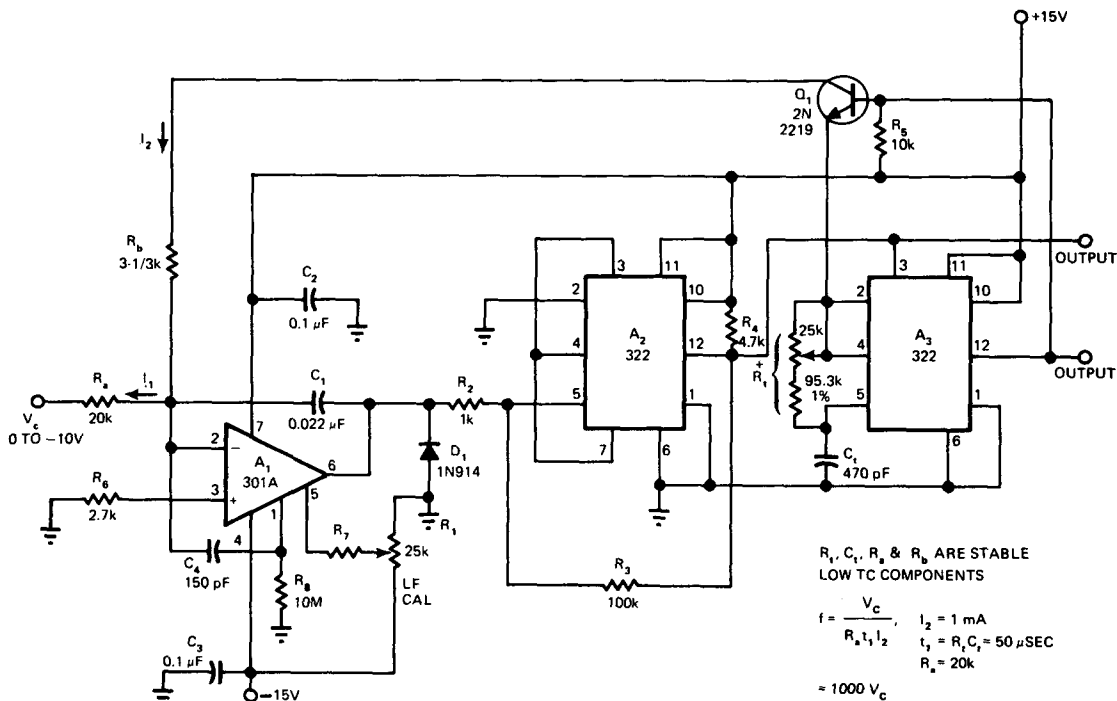 +15V
Q1
2N
2219
R5
10k
I2
Rb
3-1/3k
C2
0.1 µF
3
11
2
10
4
A2
322
R4
4.7k
12
5
1
7
6
OUTPUT
3
11
2
10
25k
A3
322
4
12
OUTPUT
+
Rt
95.3k
1%
5
1
6
Ct
470 pF
Ra
20k
I1
Vc
0 TO −10V
C1
0.022 µF
R2
1k
7
2
−
A1
301A
6
3
+
5
1
4
D1
1N914
R6
2.7k
R1
25k
LF
CAL
R7
C4
150 pF
R8
10M
R3
100k
C3
0.1 µF
−15V
Rt, Ct, Ra & Rb ARE STABLE
LOW TC COMPONENTS
f = Vc / Ra t1 I2, I2 = 1 mA
t1 = RtCt = 50 µSEC
Ra = 20k
≈ 1000 Vc